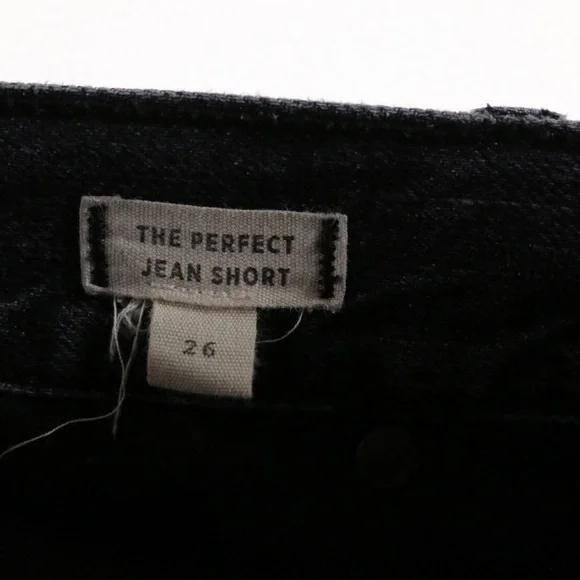 THE PERFECT
JEAN SHORT
26